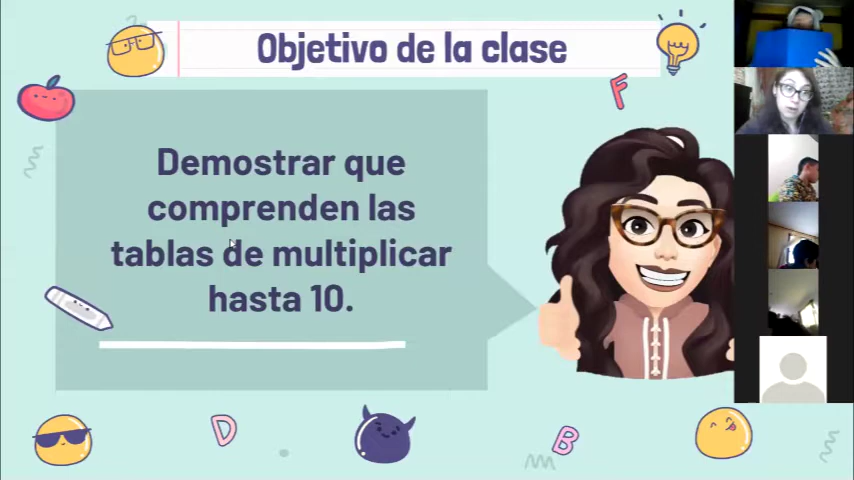 Objetivo de la clase
F
Demostrar que
comprenden las
tablas de multiplicar
hasta 10.
D
B